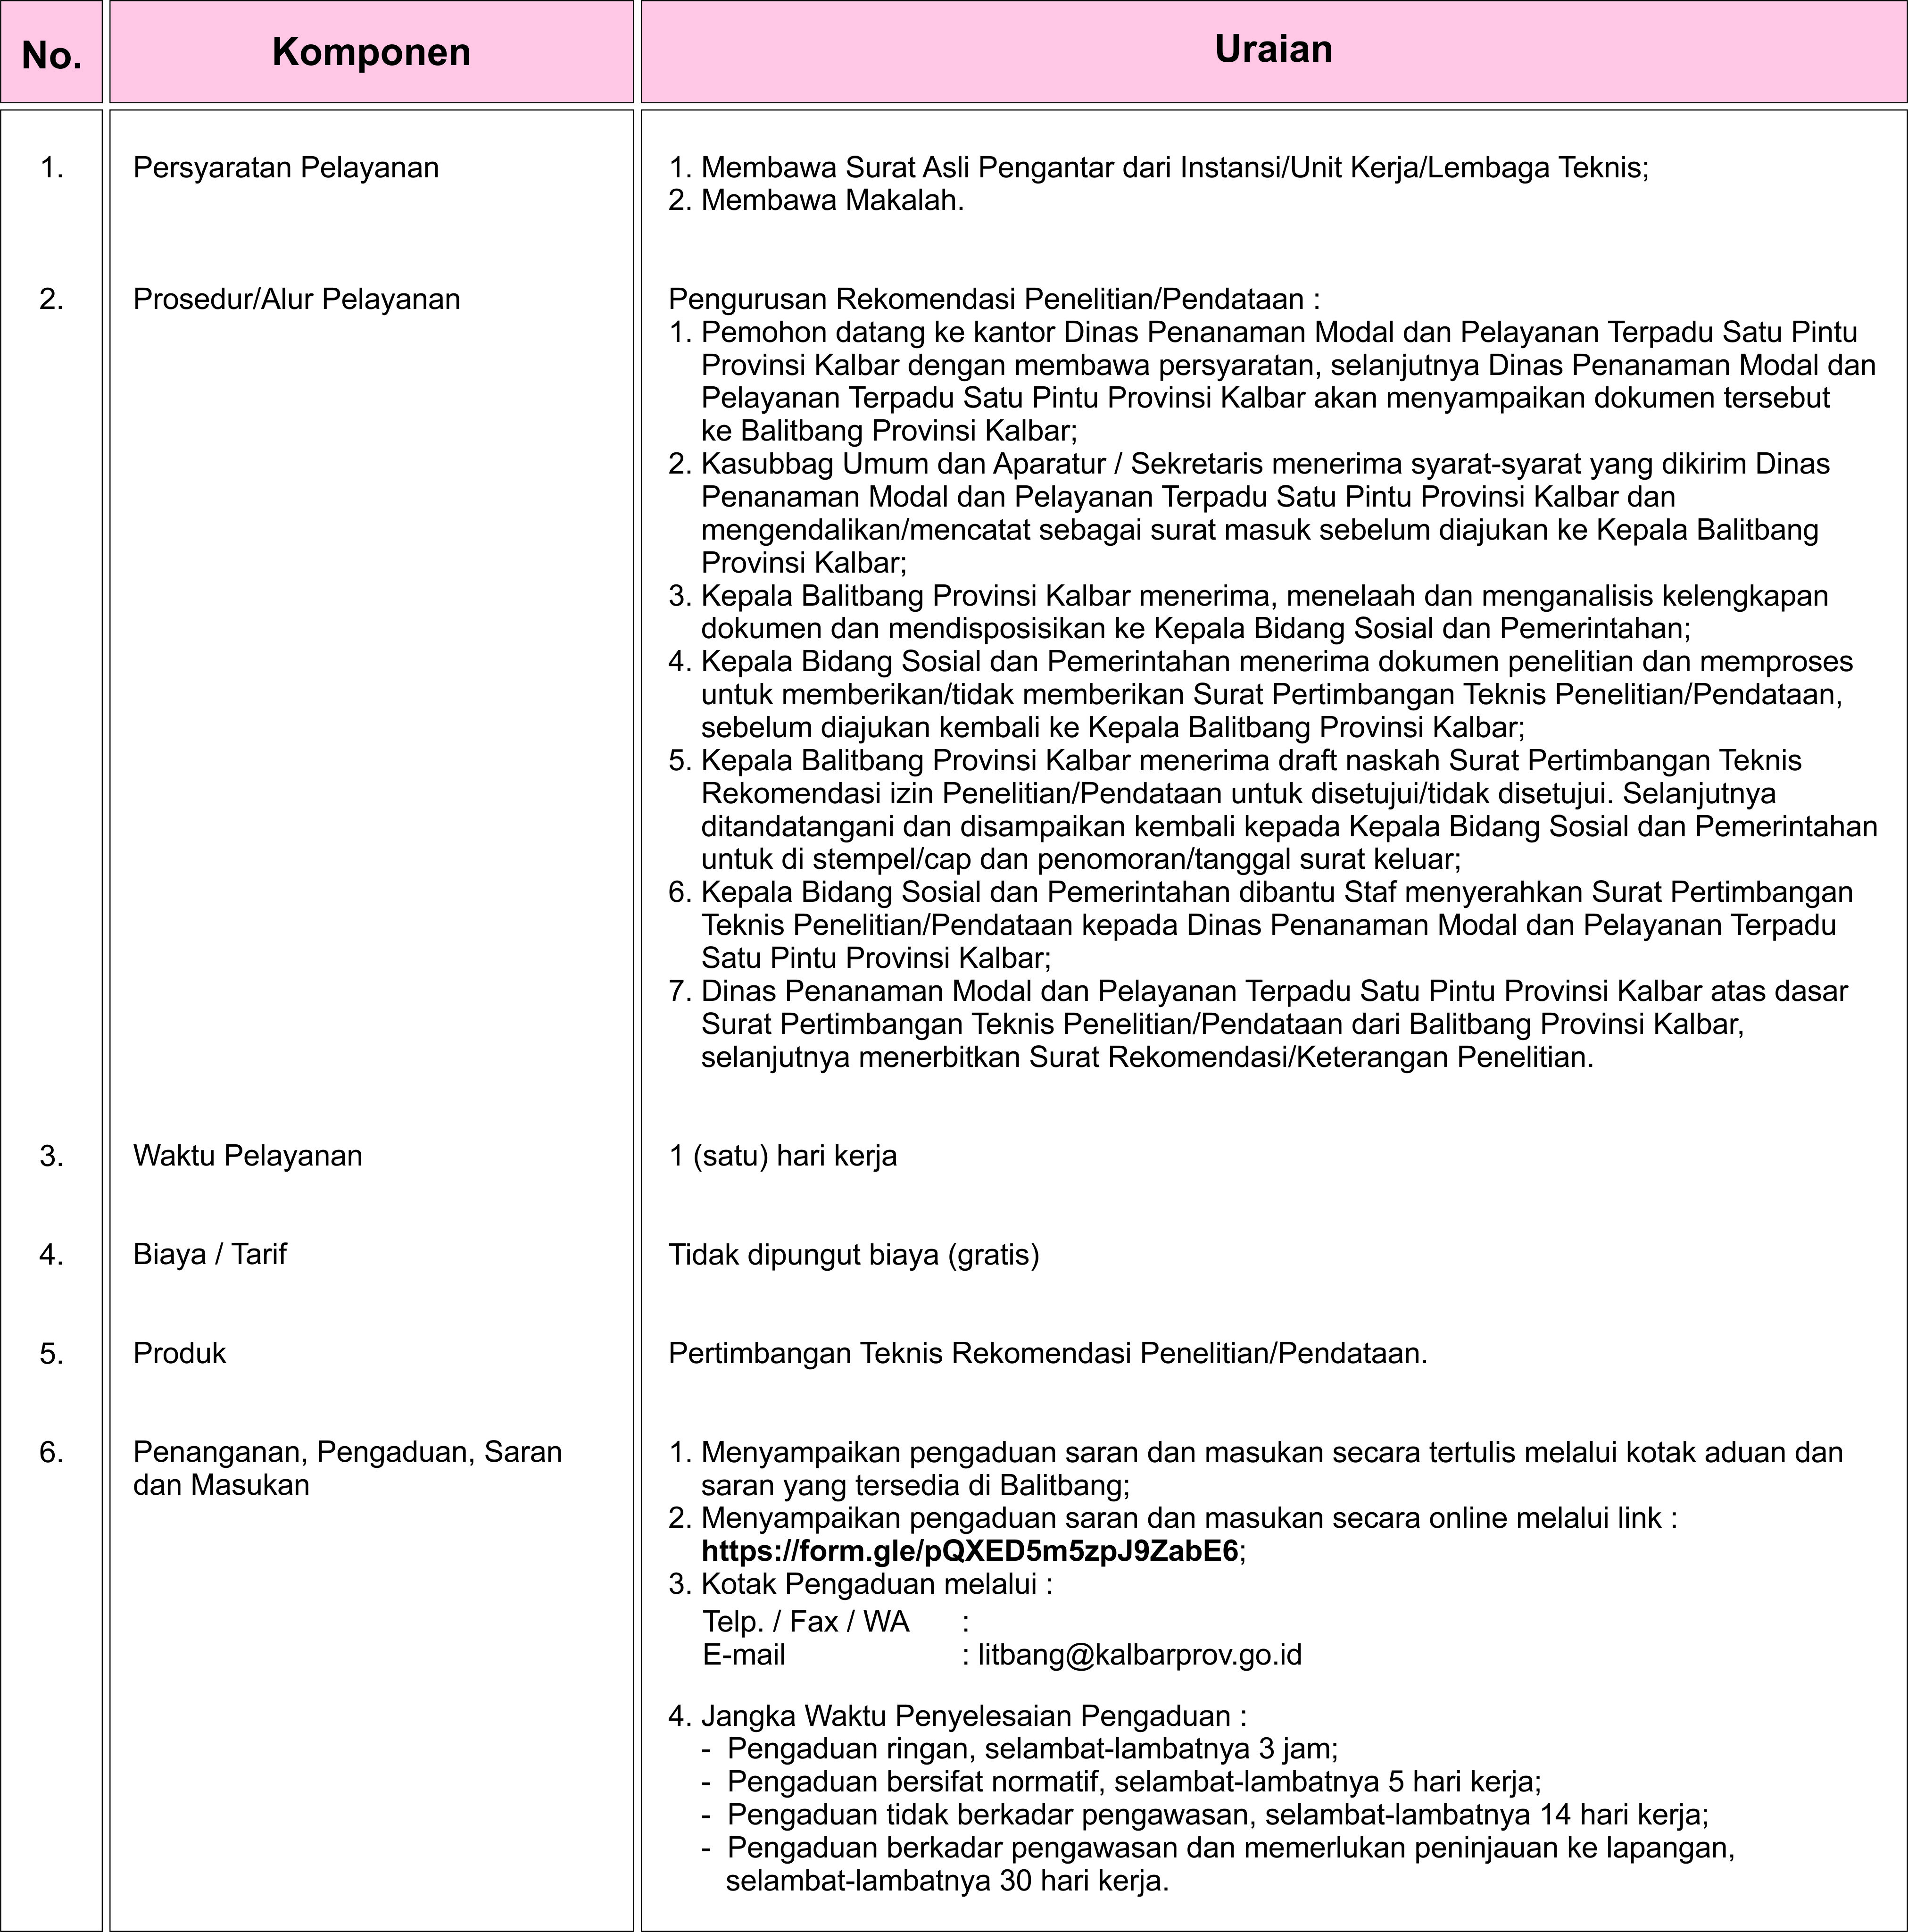 No. Komponen Uraian
1. Persyaratan Pelayanan 1. Membawa Surat Asli Pengantar dari Instansi/Unit Kerja/Lembaga Teknis;
2. Membawa Makalah.
2. Prosedur/Alur Pelayanan Pengurusan Rekomendasi Penelitian/Pendataan :
1. Pemohon datang ke kantor Dinas Penanaman Modal dan Pelayanan Terpadu Satu Pintu
Provinsi Kalbar dengan membawa persyaratan, selanjutnya Dinas Penanaman Modal dan
Pelayanan Terpadu Satu Pintu Provinsi Kalbar akan menyampaikan dokumen tersebut
ke Balitbang Provinsi Kalbar;
2. Kasubbag Umum dan Aparatur / Sekretaris menerima syarat-syarat yang dikirim Dinas
Penanaman Modal dan Pelayanan Terpadu Satu Pintu Provinsi Kalbar dan
mengendalikan/mencatat sebagai surat masuk sebelum diajukan ke Kepala Balitbang
Provinsi Kalbar;
3. Kepala Balitbang Provinsi Kalbar menerima, menelaah dan menganalisis kelengkapan
dokumen dan mendisposisikan ke Kepala Bidang Sosial dan Pemerintahan;
4. Kepala Bidang Sosial dan Pemerintahan menerima dokumen penelitian dan memproses
untuk memberikan/tidak memberikan Surat Pertimbangan Teknis Penelitian/Pendataan,
sebelum diajukan kembali ke Kepala Balitbang Provinsi Kalbar;
5. Kepala Balitbang Provinsi Kalbar menerima draft naskah Surat Pertimbangan Teknis
Rekomendasi izin Penelitian/Pendataan untuk disetujui/tidak disetujui. Selanjutnya
ditandatangani dan disampaikan kembali kepada Kepala Bidang Sosial dan Pemerintahan
untuk di stempel/cap dan penomoran/tanggal surat keluar;
6. Kepala Bidang Sosial dan Pemerintahan dibantu Staf menyerahkan Surat Pertimbangan
Teknis Penelitian/Pendataan kepada Dinas Penanaman Modal dan Pelayanan Terpadu
Satu Pintu Provinsi Kalbar;
7. Dinas Penanaman Modal dan Pelayanan Terpadu Satu Pintu Provinsi Kalbar atas dasar
Surat Pertimbangan Teknis Penelitian/Pendataan dari Balitbang Provinsi Kalbar,
selanjutnya menerbitkan Surat Rekomendasi/Keterangan Penelitian.
3. Waktu Pelayanan 1 (satu) hari kerja
4. Biaya / Tarif Tidak dipungut biaya (gratis)
5. Produk Pertimbangan Teknis Rekomendasi Penelitian/Pendataan.
6. Penanganan, Pengaduan, Saran 1. Menyampaikan pengaduan saran dan masukan secara tertulis melalui kotak aduan dan
dan Masukan saran yang tersedia di Balitbang;
2. Menyampaikan pengaduan saran dan masukan secara online melalui link :
https://form.gle/pQXED5m5zpJ9ZabE6;
3. Kotak Pengaduan melalui :
Telp. / Fax / WA :
E-mail : litbang@kalbarprov.go.id
4. Jangka Waktu Penyelesaian Pengaduan :
- Pengaduan ringan, selambat-lambatnya 3 jam;
- Pengaduan bersifat normatif, selambat-lambatnya 5 hari kerja;
- Pengaduan tidak berkadar pengawasan, selambat-lambatnya 14 hari kerja;
- Pengaduan berkadar pengawasan dan memerlukan peninjauan ke lapangan,
selambat-lambatnya 30 hari kerja.